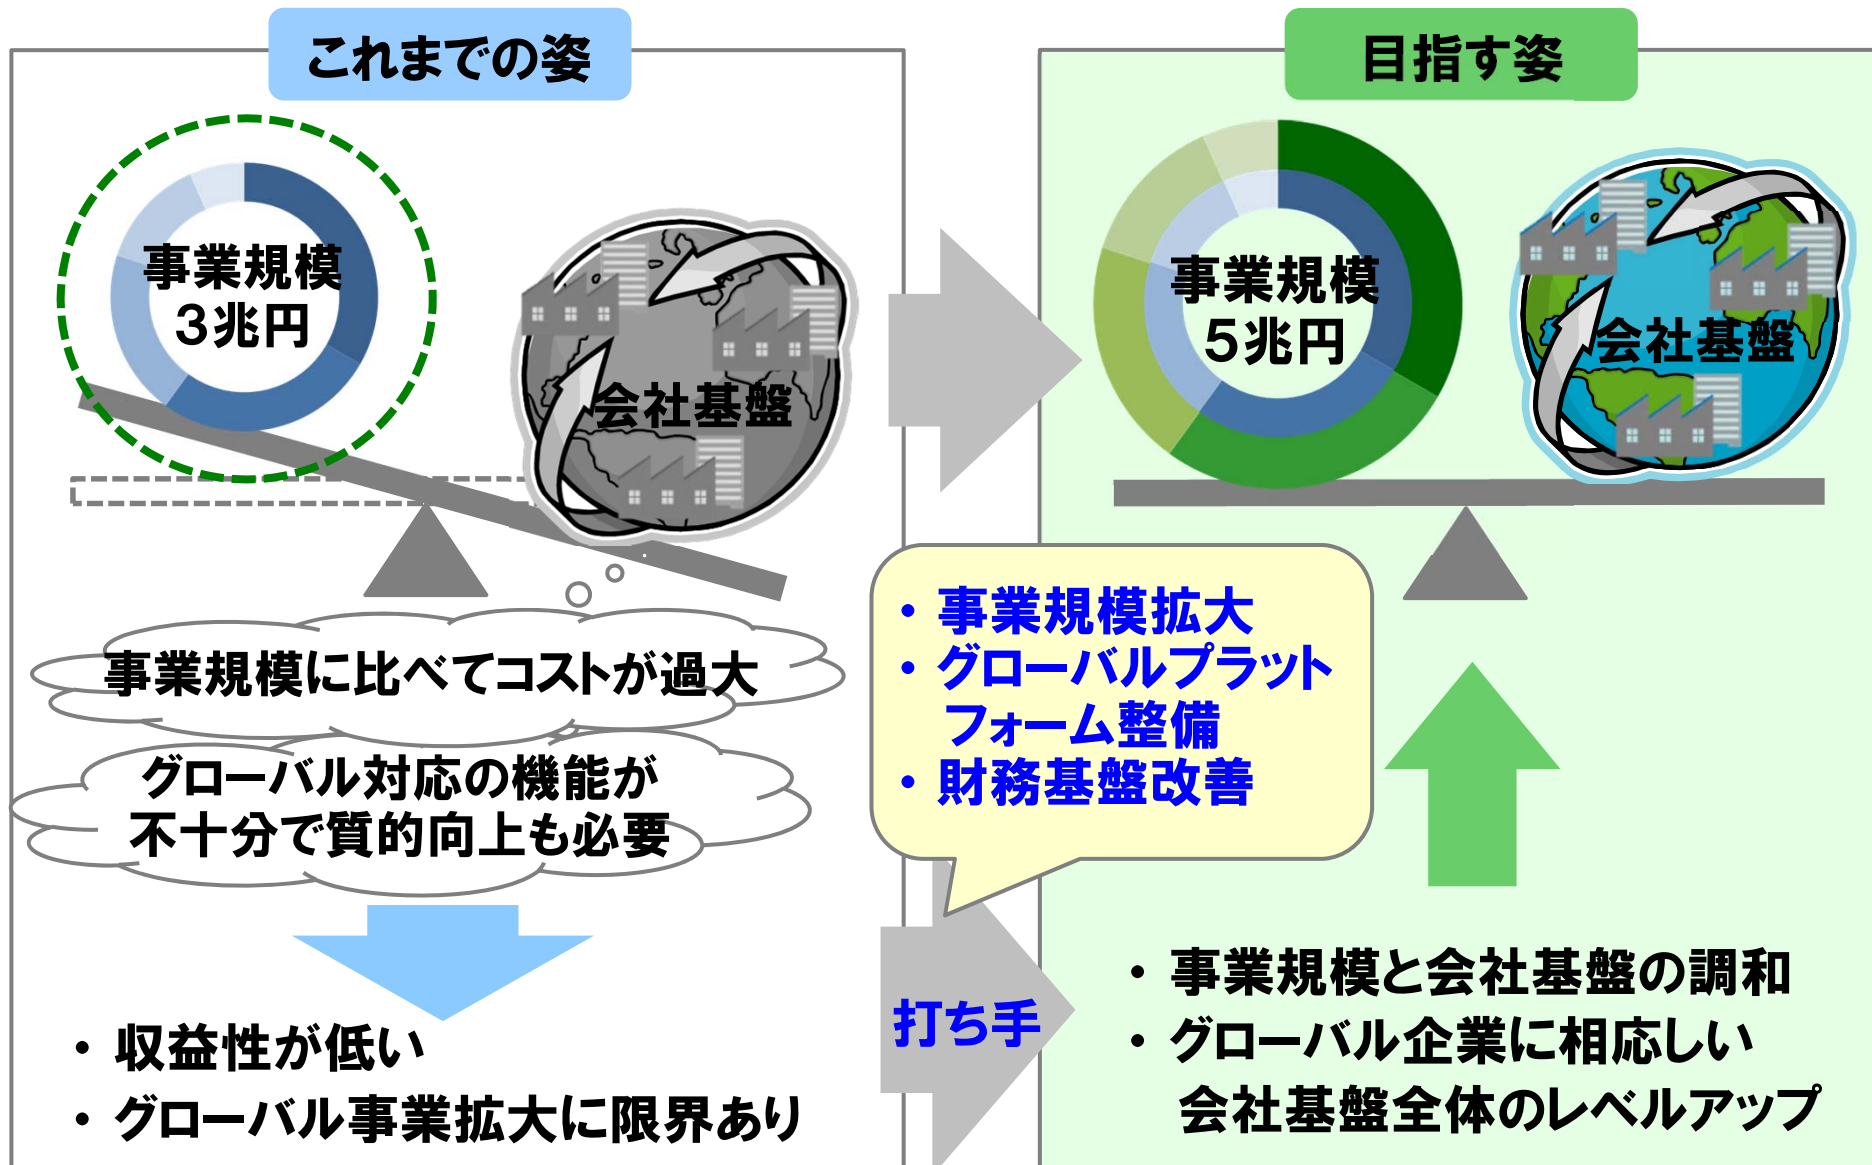 これまでの姿
事業規模
3兆円
会社基盤
事業規模に比べてコストが過大
グローバル対応の機能が
不十分で質的向上も必要
・収益性が低い
・グローバル事業拡大に限界あり
・事業規模拡大
・グローバルプラット
フォーム整備
・財務基盤改善
打ち手
目指す姿
事業規模
5兆円
会社基盤
・事業規模と会社基盤の調和
・グローバル企業に相応しい
会社基盤全体のレベルアップ